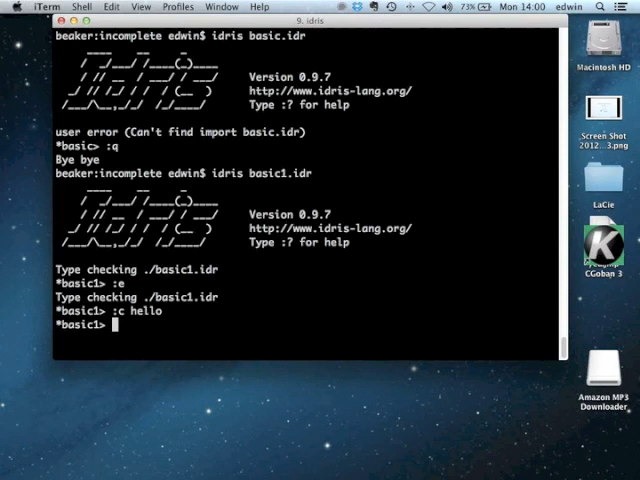 iTerm Shell Edit View Profiles Window Help 73% Mon 14:00 edwin
9. idris
beaker:incomplete edwin$ idris basic.idr
Version 0.9.7
http://www.idris-lang.org/
Type :? for help
user error (Can't find import basic.idr)
*basic> :q
Bye bye
beaker:incomplete edwin$ idris basic1.idr
Version 0.9.7
http://www.idris-lang.org/
Type :? for help
Type checking ./basic1.idr
*basic1> :e
Type checking ./basic1.idr
*basic1> :c hello
*basic1>
Macintosh HD
Screen Shot
2012...3.png
LaCie
K
CGoban 3
Amazon MP3
Downloader